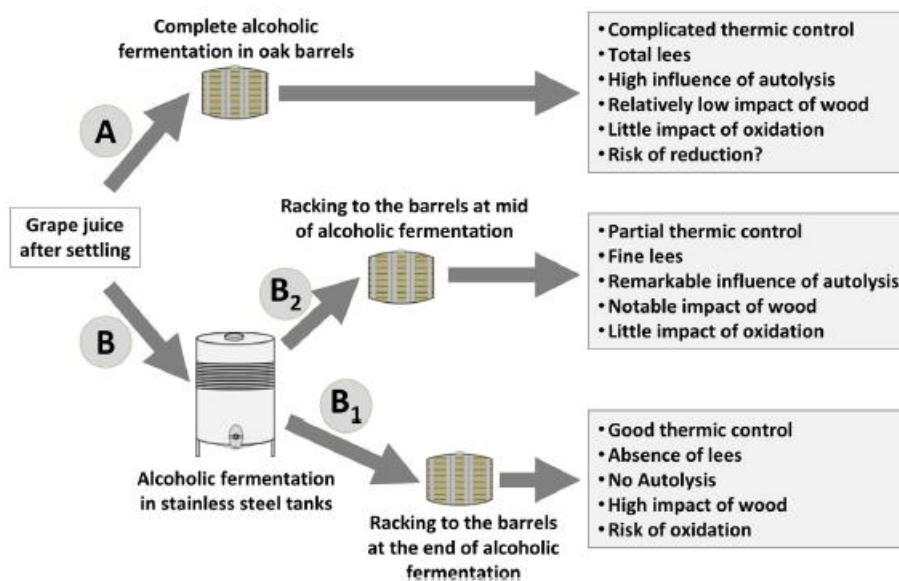 Complete alcoholic
fermentation in oak barrels
• Complicated thermic control
• Total lees
• High influence of autolysis
• Relatively low impact of wood
• Little impact of oxidation
• Risk of reduction?
A
Grape juice
after settling
Racking to the barrels at mid
of alcoholic fermentation
• Partial thermic control
• Fine lees
• Remarkable influence of autolysis
• Notable impact of wood
• Little impact of oxidation
B2
B
B1
Alcoholic fermentation
in stainless steel tanks
Racking to the barrels
at the end of alcoholic
fermentation
• Good thermic control
• Absence of lees
• No Autolysis
• High impact of wood
• Risk of oxidation